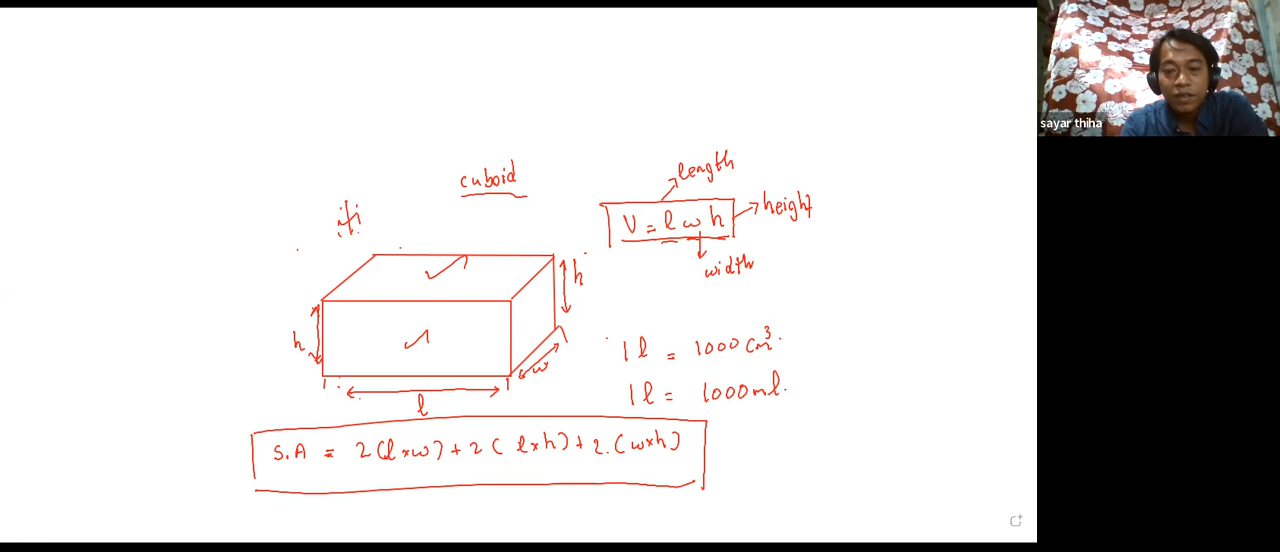 cuboid
length
V = l w h
height
width
h
h
w
l
1 l = 1000 cm³.
1 l = 1000 ml.
S.A = 2(l×w) + 2( l×h) + 2.(w×h)
sayar thiha